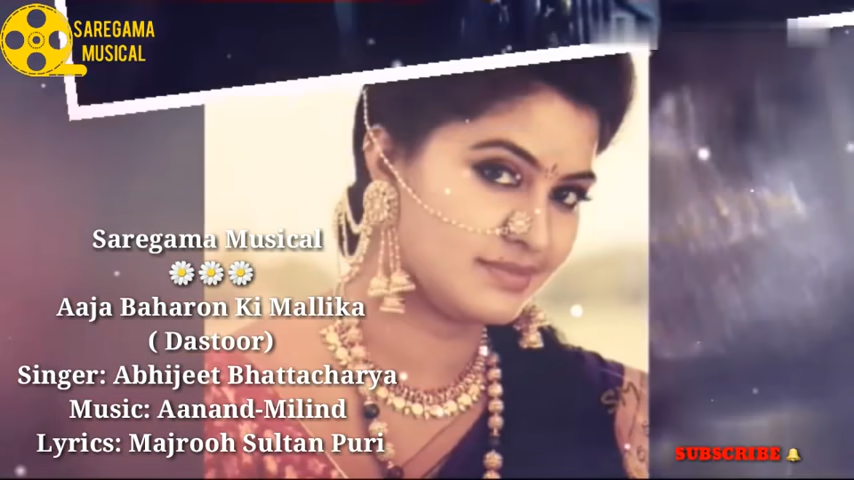 SAREGAMA
MUSICAL
Saregama Musical
🌼🌼🌼
Aaja Baharon Ki Mallika
( Dastoor)
Singer: Abhijeet Bhattacharya
Music: Aanand-Milind
Lyrics: Majrooh Sultan Puri
SUBSCRIBE 🔔